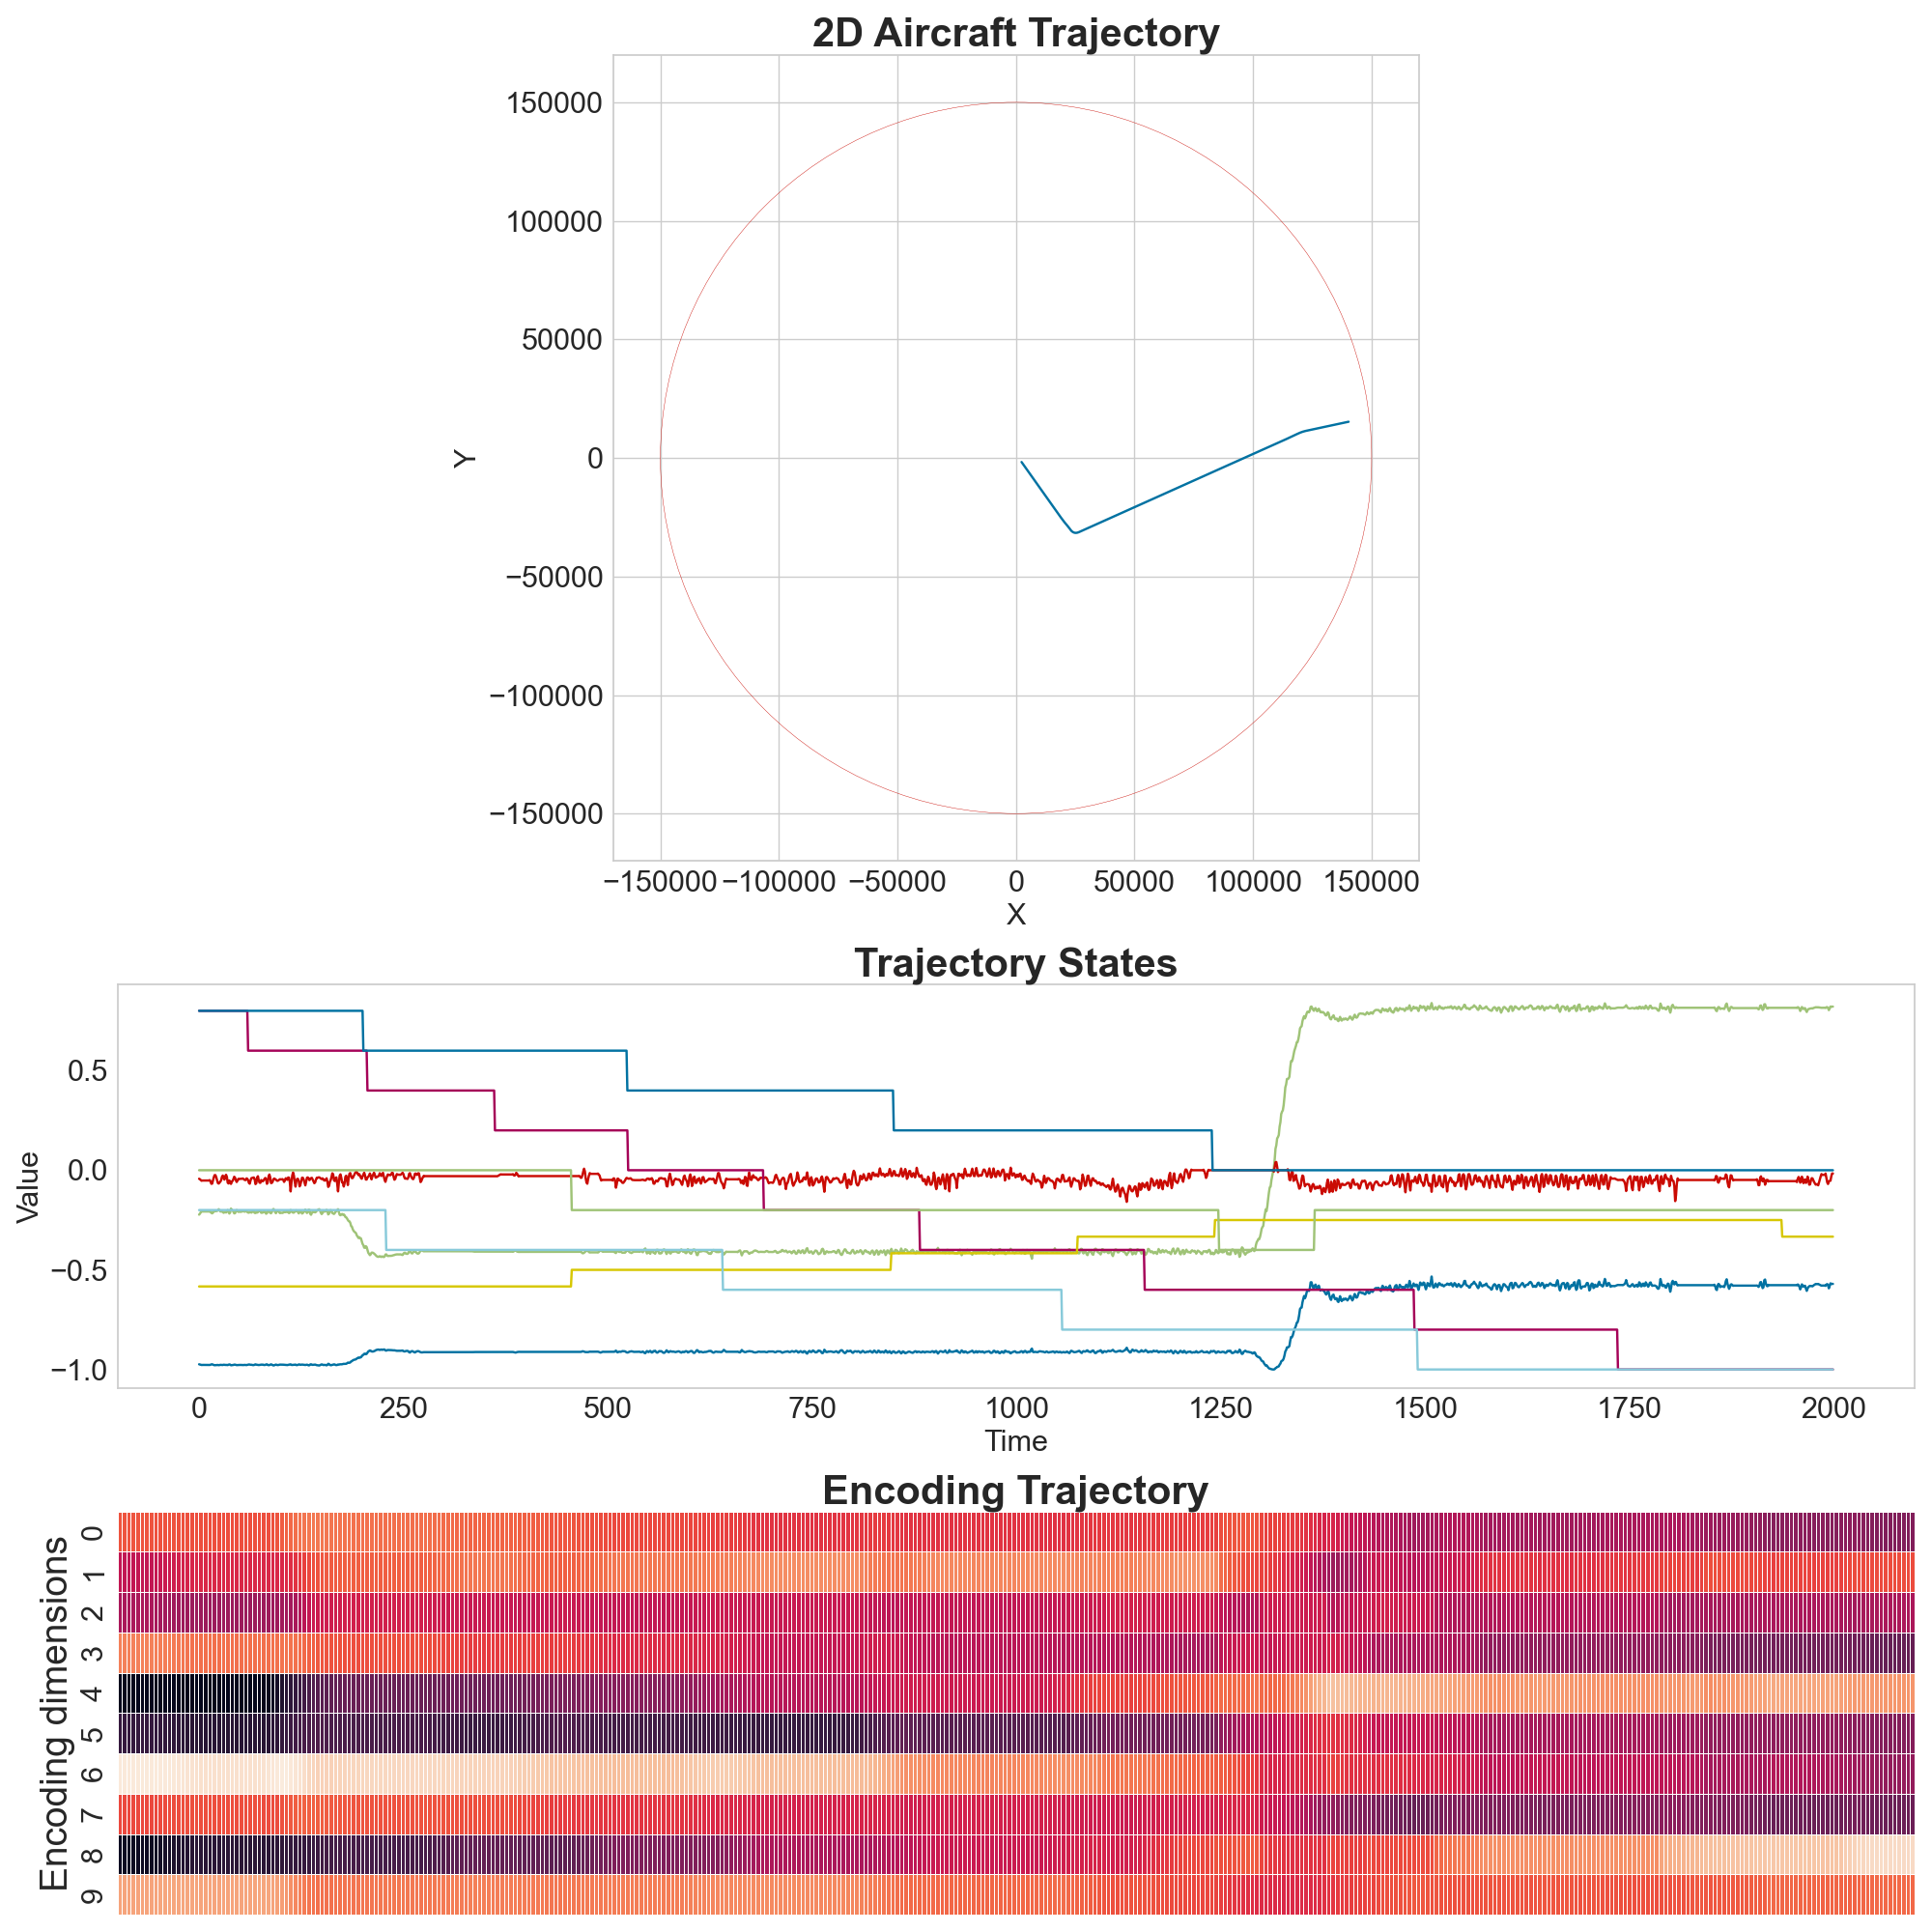 2D Aircraft Trajectory
150000
100000
50000
0
−50000
−100000
−150000
Y
−150000 −100000 −50000 0 50000 100000 150000
X
Trajectory States
0.5
0.0
−0.5
−1.0
Value
0 250 500 750 1000 1250 1500 1750 2000
Time
Encoding Trajectory
Encoding dimensions
0
1
2
3
4
5
6
7
8
9